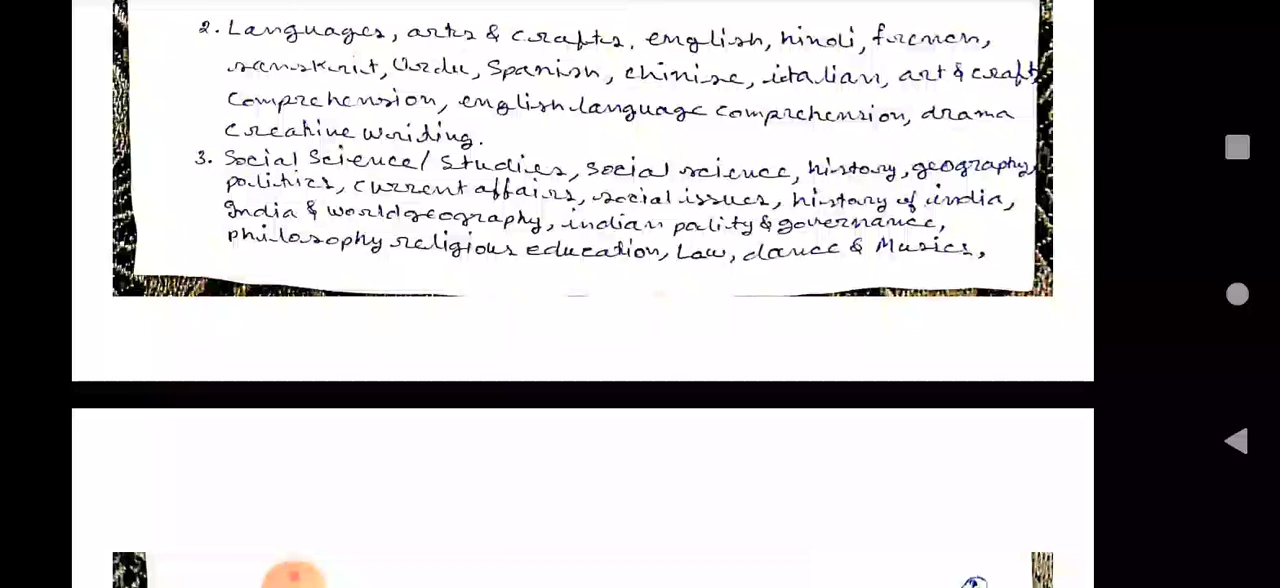 2. Languages, arts & crafts, english, hindi, french,
sanskrit, Urdu, Spanish, chinise, italian, art & craft,
Comprehension, english language comprehension, drama
creative writing.
3. Social Science/ Studies, social science, history, geography,
politics, current affairs, social issues, history of india,
India & world geography, indian polity & governance,
philosophy religious education, Law, dance & Musics,